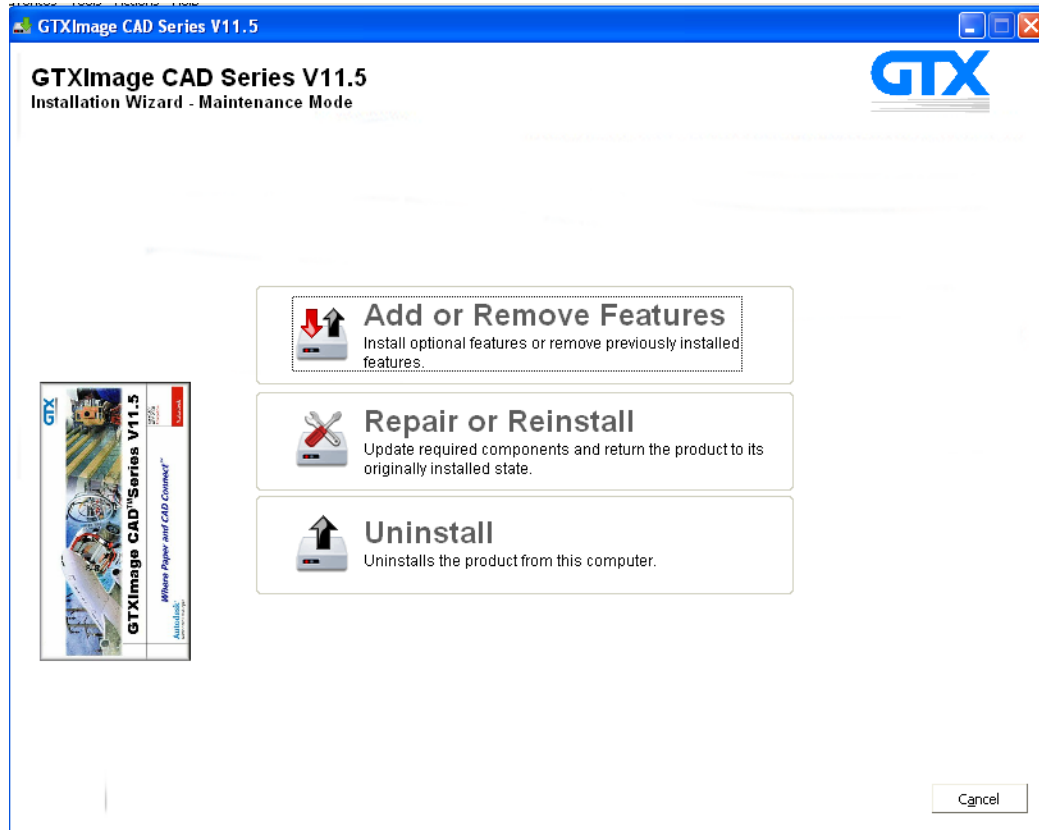 GTXImage CAD Series V11.5
GTXImage CAD Series V11.5
Installation Wizard - Maintenance Mode
GTX
Add or Remove Features
Install optional features or remove previously installed
features.
Repair or Reinstall
Update required components and return the product to its
originally installed state.
Uninstall
Uninstalls the product from this computer.
GTX
GTXImage CAD™Series V11.5
Where Paper and CAD Connect™
Autodesk
Cancel